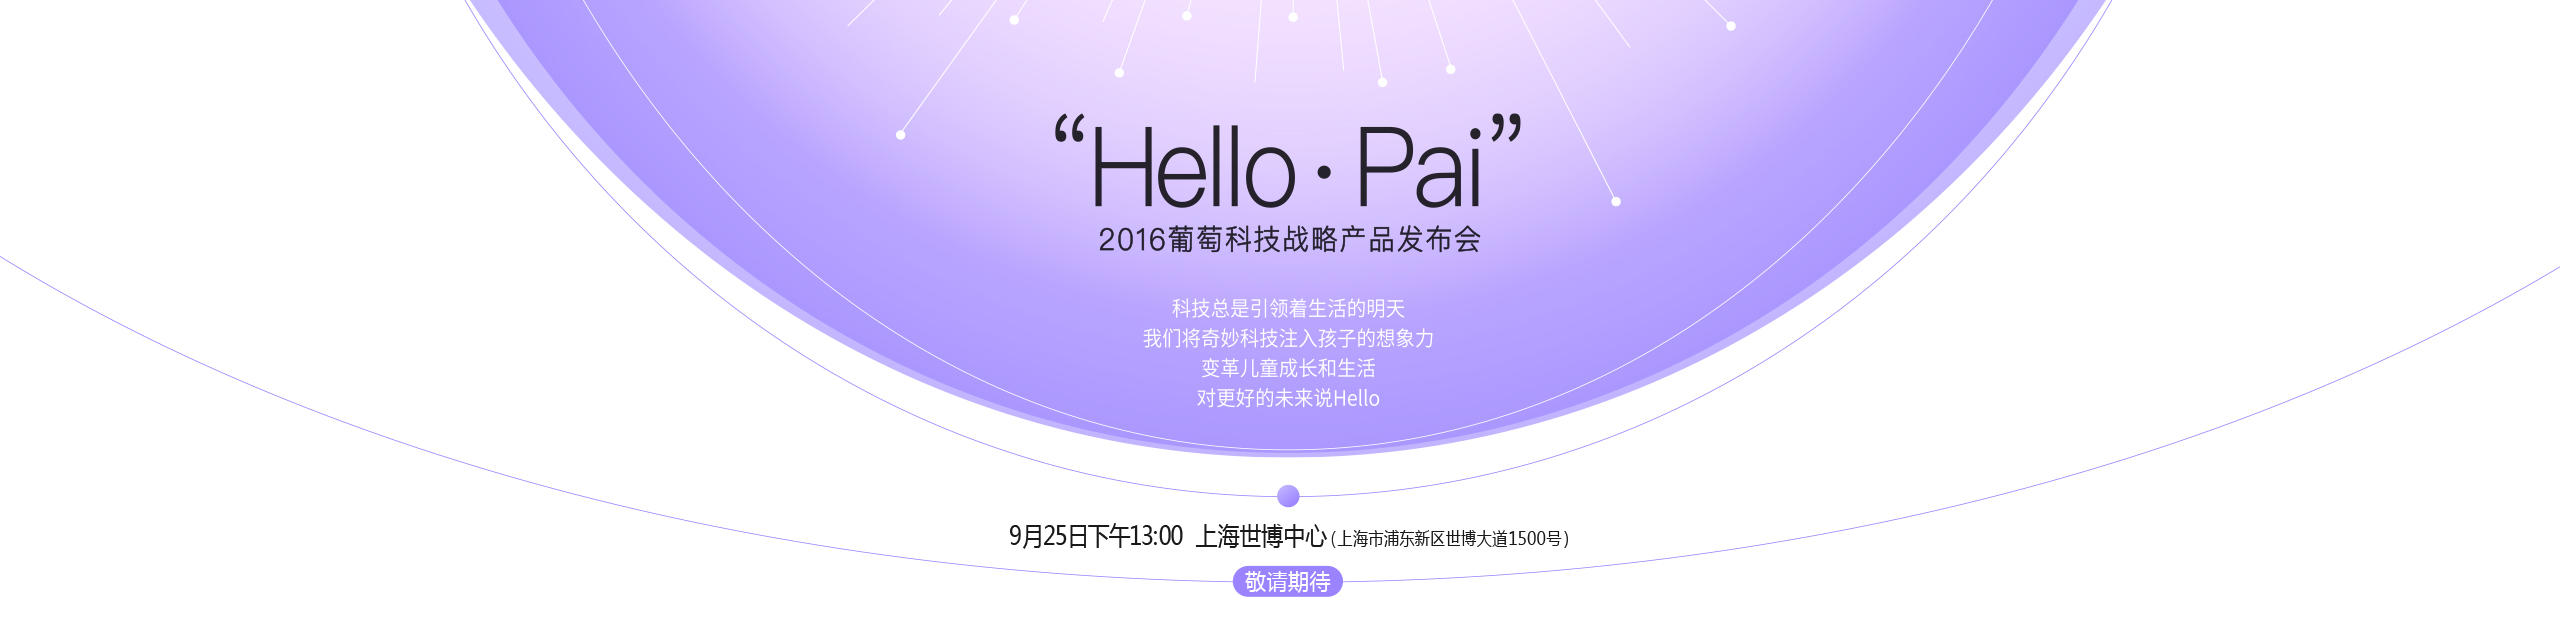 “Hello·Pai”
2016葡萄科技战略产品发布会
科技总是引领着生活的明天
我们将奇妙科技注入孩子的想象力
变革儿童成长和生活
对更好的未来说Hello
9月25日下午13:00 上海世博中心(上海市浦东新区世博大道1500号)
敬请期待